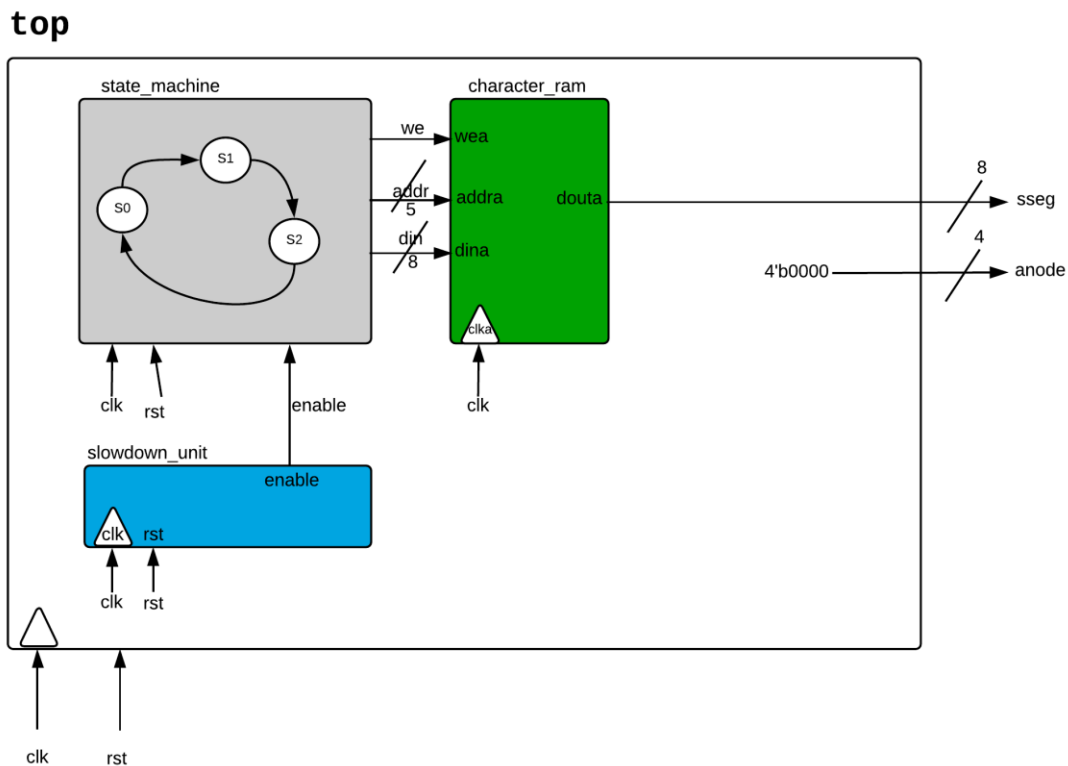 top
state_machine
character_ram
we
wea
S1
addr
5
addra
douta
S0
S2
din
8
dina
8
sseg
4
4'b0000
anode
clka
clk
rst
enable
clk
slowdown_unit
enable
clk
rst
clk
rst
clk
rst